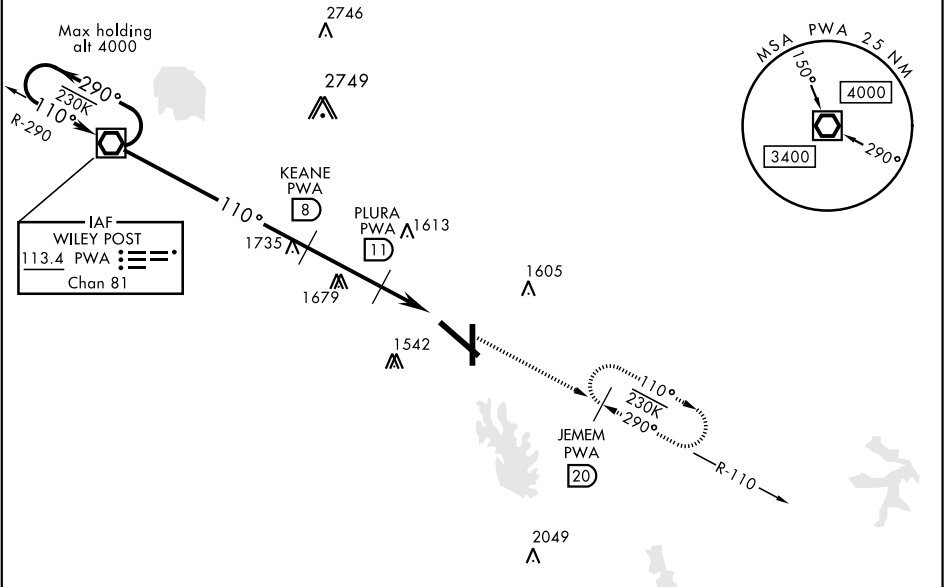 2746
Max holding
alt 4000
2749
290°
230K
110°
R-290
MSA PWA 25 NM
150°
4000
3400
290°
KEANE
PWA
8
110°
PLURA
PWA
11
1613
1735
1679
IAF
WILEY POST
113.4 PWA
Chan 81
1605
1542
110°
230K
290°
JEMEM
PWA
20
R-110
2049